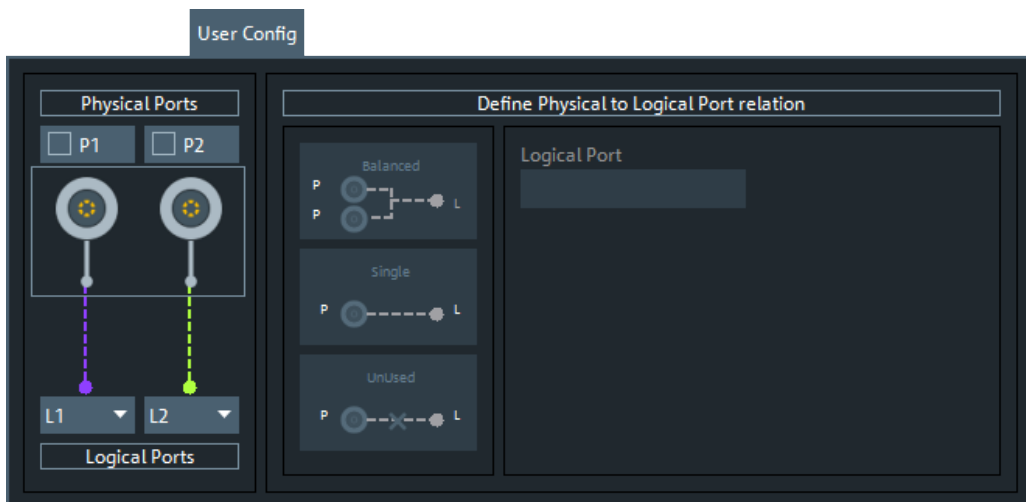 User Config
Physical Ports
P1
P2
L1
L2
Logical Ports
Define Physical to Logical Port relation
Balanced
P
P
L
Single
P
L
UnUsed
P
L
Logical Port